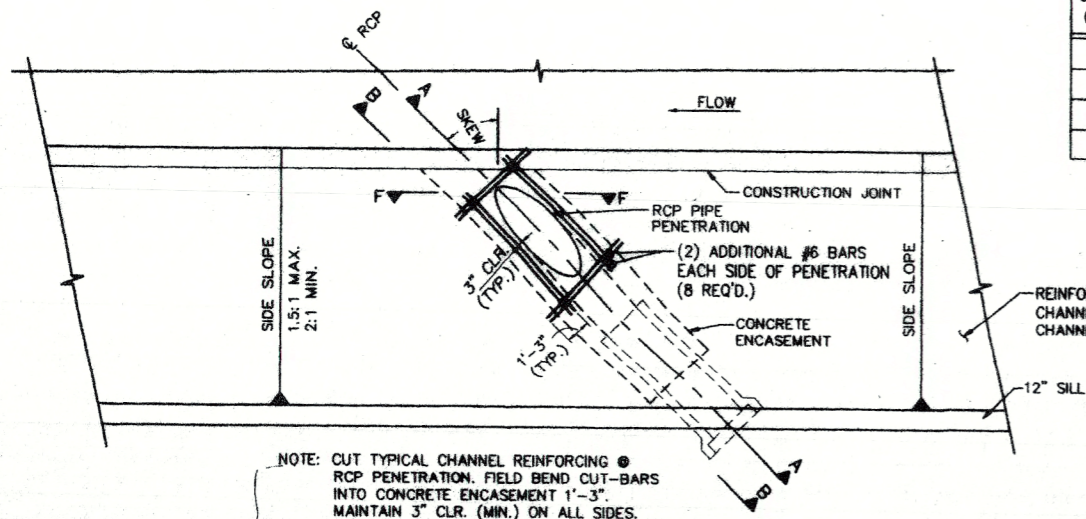 ℄ RCP
B
A
SKEW
FLOW
F
F
CONSTRUCTION JOINT
RCP PIPE
PENETRATION
(2) ADDITIONAL #6 BARS
EACH SIDE OF PENETRATION
(8 REQ'D.)
3" CLR.
(TYP.)
SIDE SLOPE
1.5:1 MAX.
2:1 MIN.
SIDE SLOPE
CONCRETE
ENCASEMENT
1'-3"
(TYP.)
REINFO
CHANNE
CHANNE
12" SILL
A
B
NOTE: CUT TYPICAL CHANNEL REINFORCING @
RCP PENETRATION. FIELD BEND CUT-BARS
INTO CONCRETE ENCASEMENT 1'-3".
MAINTAIN 3" CLR. (MIN.) ON ALL SIDES.